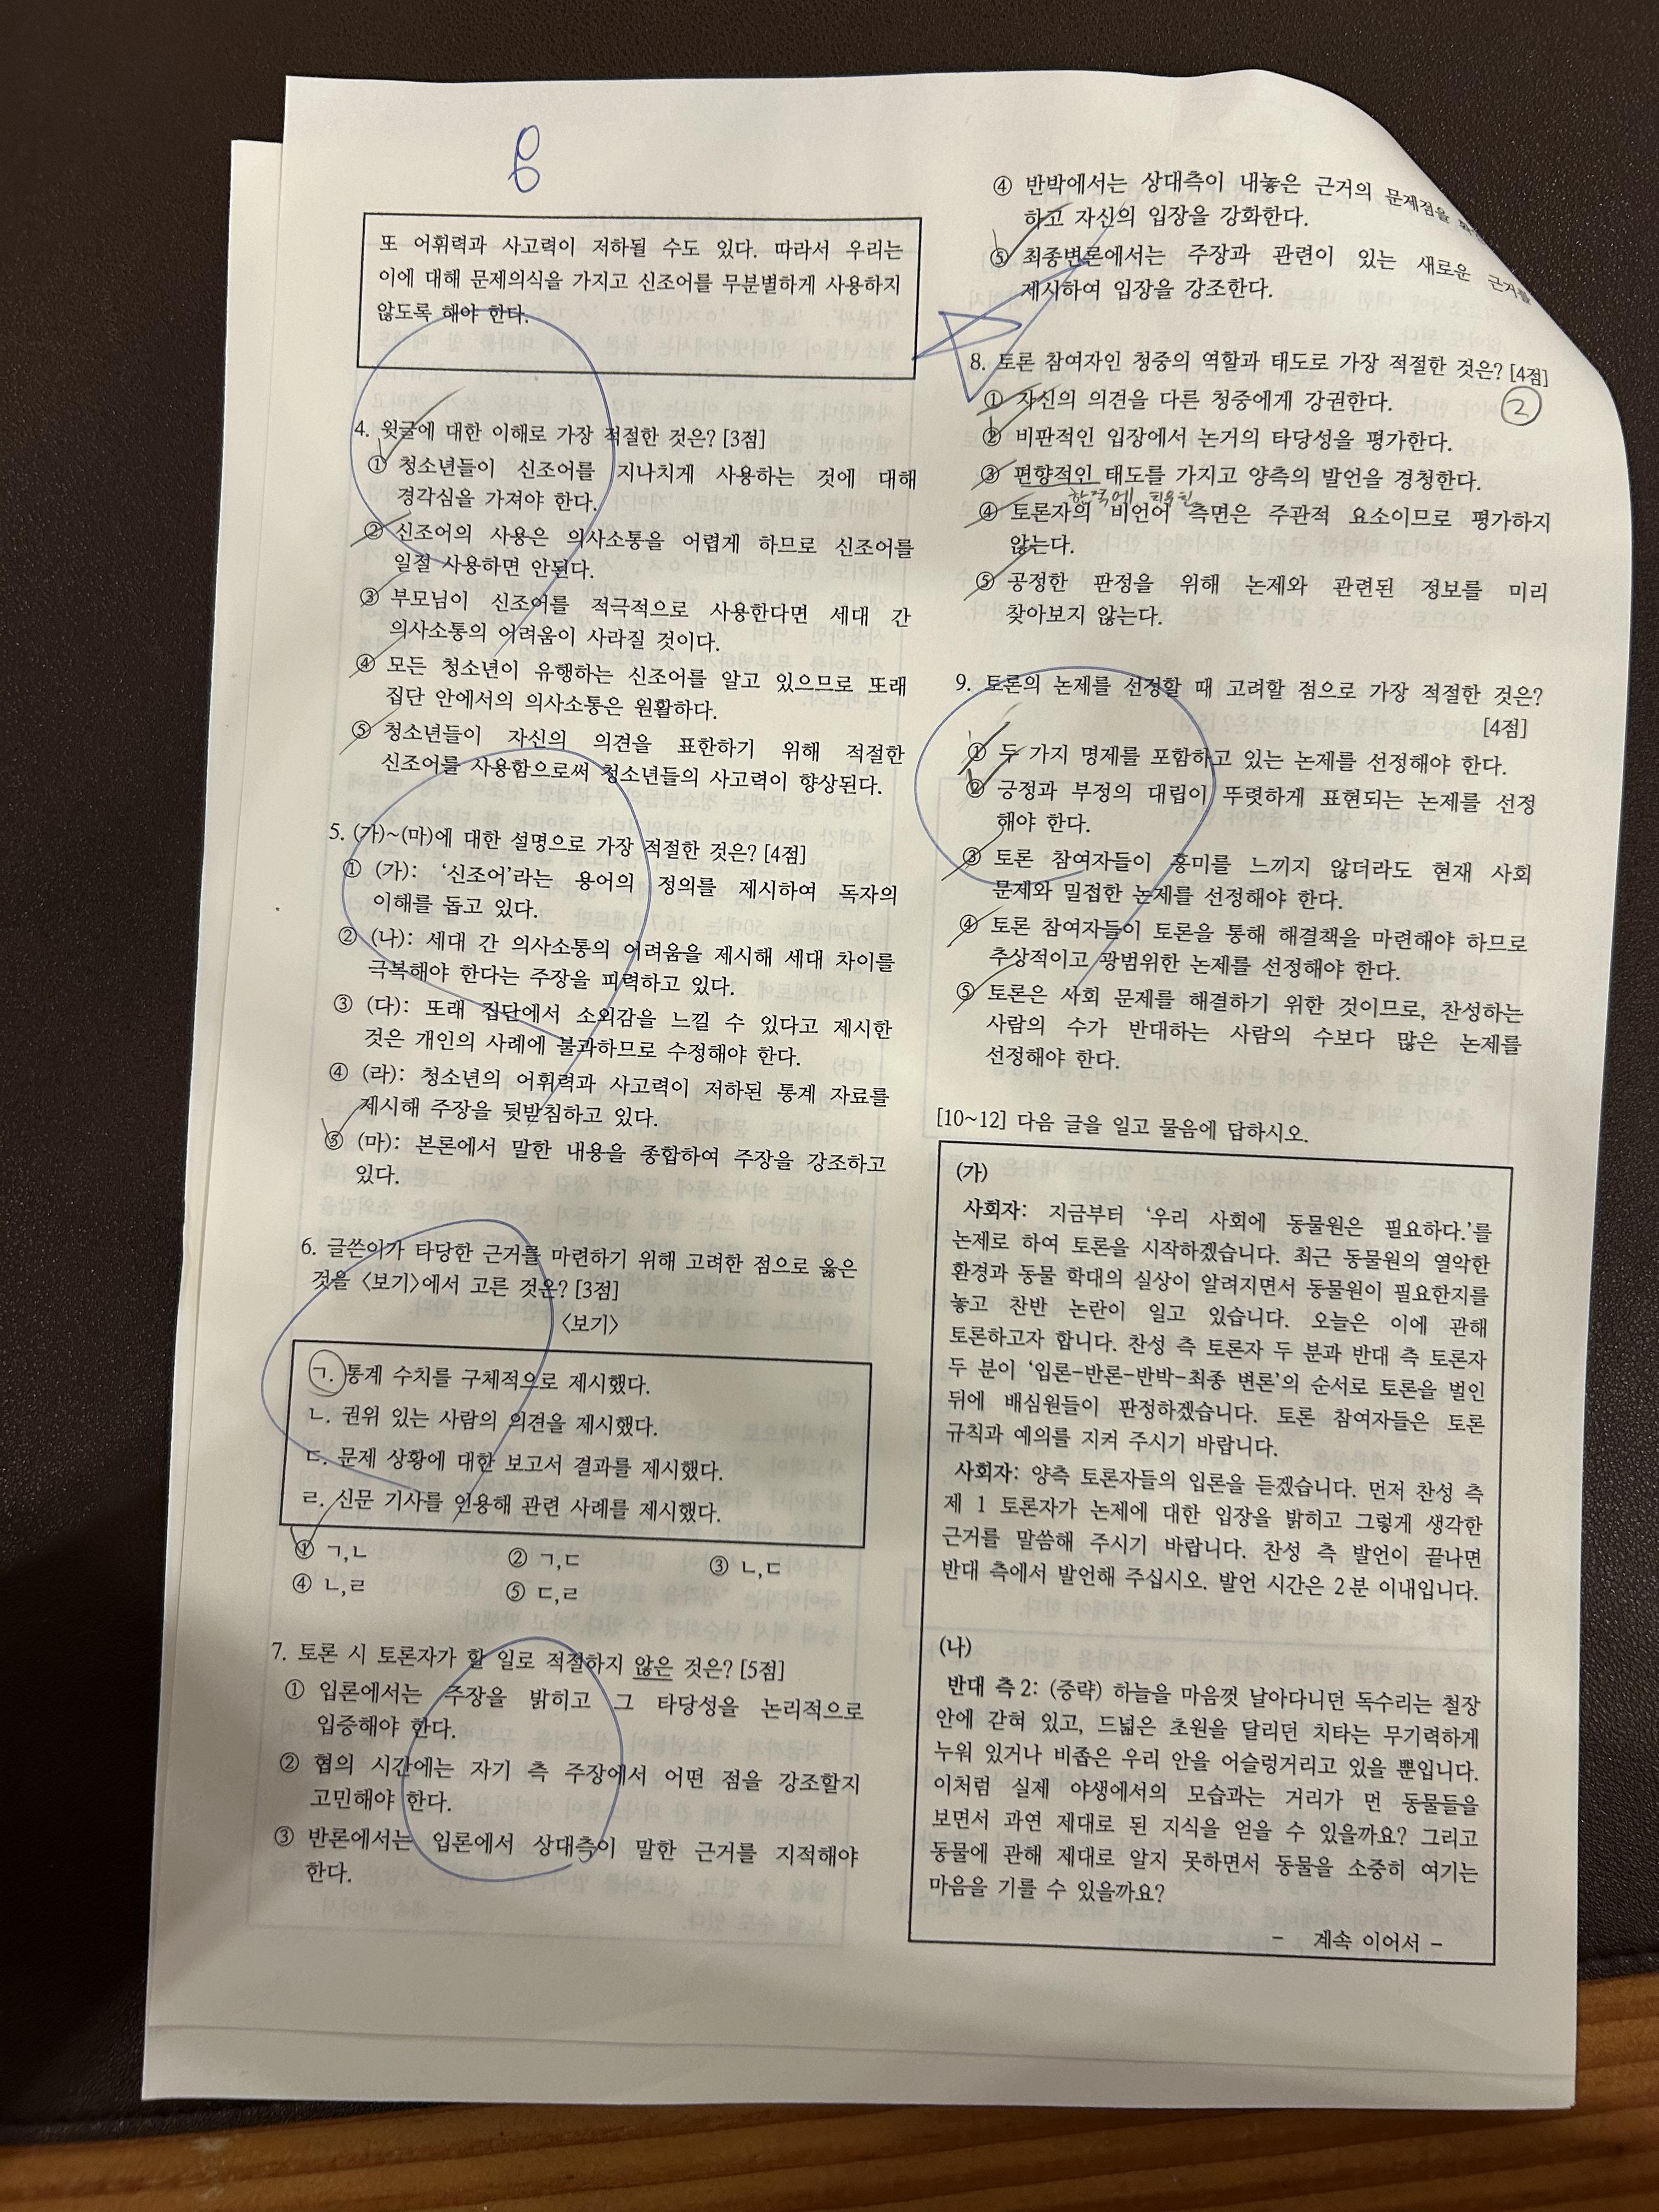 또 어휘력과 사고력이 저하될 수도 있다. 따라서 우리는
이에 대해 문제의식을 가지고 신조어를 무분별하게 사용하지
않도록 해야 한다.
4. 윗글에 대한 이해로 가장 적절한 것은? [3점]
① 청소년들이 신조어를 지나치게 사용하는 것에 대해
경각심을 가져야 한다.
② 신조어의 사용은 의사소통을 어렵게 하므로 신조어를
일절 사용하면 안된다.
③ 부모님이 신조어를 적극적으로 사용한다면 세대 간
의사소통의 어려움이 사라질 것이다.
④ 모든 청소년이 유행하는 신조어를 알고 있으므로 또래
집단 안에서의 의사소통은 원활하다.
⑤ 청소년들이 자신의 의견을 표한하기 위해 적절한
신조어를 사용함으로써 청소년들의 사고력이 향상된다.
5. (가)~(마)에 대한 설명으로 가장 적절한 것은? [4점]
① (가): ‘신조어’라는 용어의 정의를 제시하여 독자의
이해를 돕고 있다.
② (나): 세대 간 의사소통의 어려움을 제시해 세대 차이를
극복해야 한다는 주장을 피력하고 있다.
③ (다): 또래 집단에서 소외감을 느낄 수 있다고 제시한
것은 개인의 사례에 불과하므로 수정해야 한다.
④ (라): 청소년의 어휘력과 사고력이 저하된 통계 자료를
제시해 주장을 뒷받침하고 있다.
⑤ (마): 본론에서 말한 내용을 종합하여 주장을 강조하고
있다.
6. 글쓴이가 타당한 근거를 마련하기 위해 고려한 점으로 옳은
것을 <보기>에서 고른 것은? [3점]
<보기>
ㄱ. 통계 수치를 구체적으로 제시했다.
ㄴ. 권위 있는 사람의 의견을 제시했다.
ㄷ. 문제 상황에 대한 보고서 결과를 제시했다.
ㄹ. 신문 기사를 인용해 관련 사례를 제시했다.
① ㄱ,ㄴ ② ㄱ,ㄷ ③ ㄴ,ㄷ
④ ㄴ,ㄹ ⑤ ㄷ,ㄹ
7. 토론 시 토론자가 할 일로 적절하지 않은 것은? [5점]
① 입론에서는 주장을 밝히고 그 타당성을 논리적으로
입증해야 한다.
② 협의 시간에는 자기 측 주장에서 어떤 점을 강조할지
고민해야 한다.
③ 반론에서는 입론에서 상대측이 말한 근거를 지적해야
한다.
④ 반박에서는 상대측이 내놓은 근거의 문제점을
하고 자신의 입장을 강화한다.
⑤ 최종변론에서는 주장과 관련이 있는 새로운 근거를
제시하여 입장을 강조한다.
8. 토론 참여자인 청중의 역할과 태도로 가장 적절한 것은? [4점]
②
① 자신의 의견을 다른 청중에게 강권한다.
② 비판적인 입장에서 논거의 타당성을 평가한다.
③ 편향적인 태도를 가지고 양측의 발언을 경청한다.
한쪽에 치우친
④ 토론자의 비언어 측면은 주관적 요소이므로 평가하지
않는다.
⑤ 공정한 판정을 위해 논제와 관련된 정보를 미리
찾아보지 않는다.
9. 토론의 논제를 선정할 때 고려할 점으로 가장 적절한 것은?
[4점]
① 두 가지 명제를 포함하고 있는 논제를 선정해야 한다.
② 긍정과 부정의 대립이 뚜렷하게 표현되는 논제를 선정
해야 한다.
③ 토론 참여자들이 흥미를 느끼지 않더라도 현재 사회
문제와 밀접한 논제를 선정해야 한다.
④ 토론 참여자들이 토론을 통해 해결책을 마련해야 하므로
추상적이고 광범위한 논제를 선정해야 한다.
⑤ 토론은 사회 문제를 해결하기 위한 것이므로, 찬성하는
사람의 수가 반대하는 사람의 수보다 많은 논제를
선정해야 한다.
[10~12] 다음 글을 일고 물음에 답하시오.
(가)
사회자: 지금부터 ‘우리 사회에 동물원은 필요하다.’를
논제로 하여 토론을 시작하겠습니다. 최근 동물원의 열악한
환경과 동물 학대의 실상이 알려지면서 동물원이 필요한지를
놓고 찬반 논란이 일고 있습니다. 오늘은 이에 관해
토론하고자 합니다. 찬성 측 토론자 두 분과 반대 측 토론자
두 분이 ‘입론-반론-반박-최종 변론’의 순서로 토론을 벌인
뒤에 배심원들이 판정하겠습니다. 토론 참여자들은 토론
규칙과 예의를 지켜 주시기 바랍니다.
사회자: 양측 토론자들의 입론을 듣겠습니다. 먼저 찬성 측
제 1 토론자가 논제에 대한 입장을 밝히고 그렇게 생각한
근거를 말씀해 주시기 바랍니다. 찬성 측 발언이 끝나면
반대 측에서 발언해 주십시오. 발언 시간은 2분 이내입니다.
(나)
반대 측 2: (중략) 하늘을 마음껏 날아다니던 독수리는 철장
안에 갇혀 있고, 드넓은 초원을 달리던 치타는 무기력하게
누워 있거나 비좁은 우리 안을 어슬렁거리고 있을 뿐입니다.
이처럼 실제 야생에서의 모습과는 거리가 먼 동물들을
보면서 과연 제대로 된 지식을 얻을 수 있을까요? 그리고
동물에 관해 제대로 알지 못하면서 동물을 소중히 여기는
마음을 기를 수 있을까요?
- 계속 이어서 -